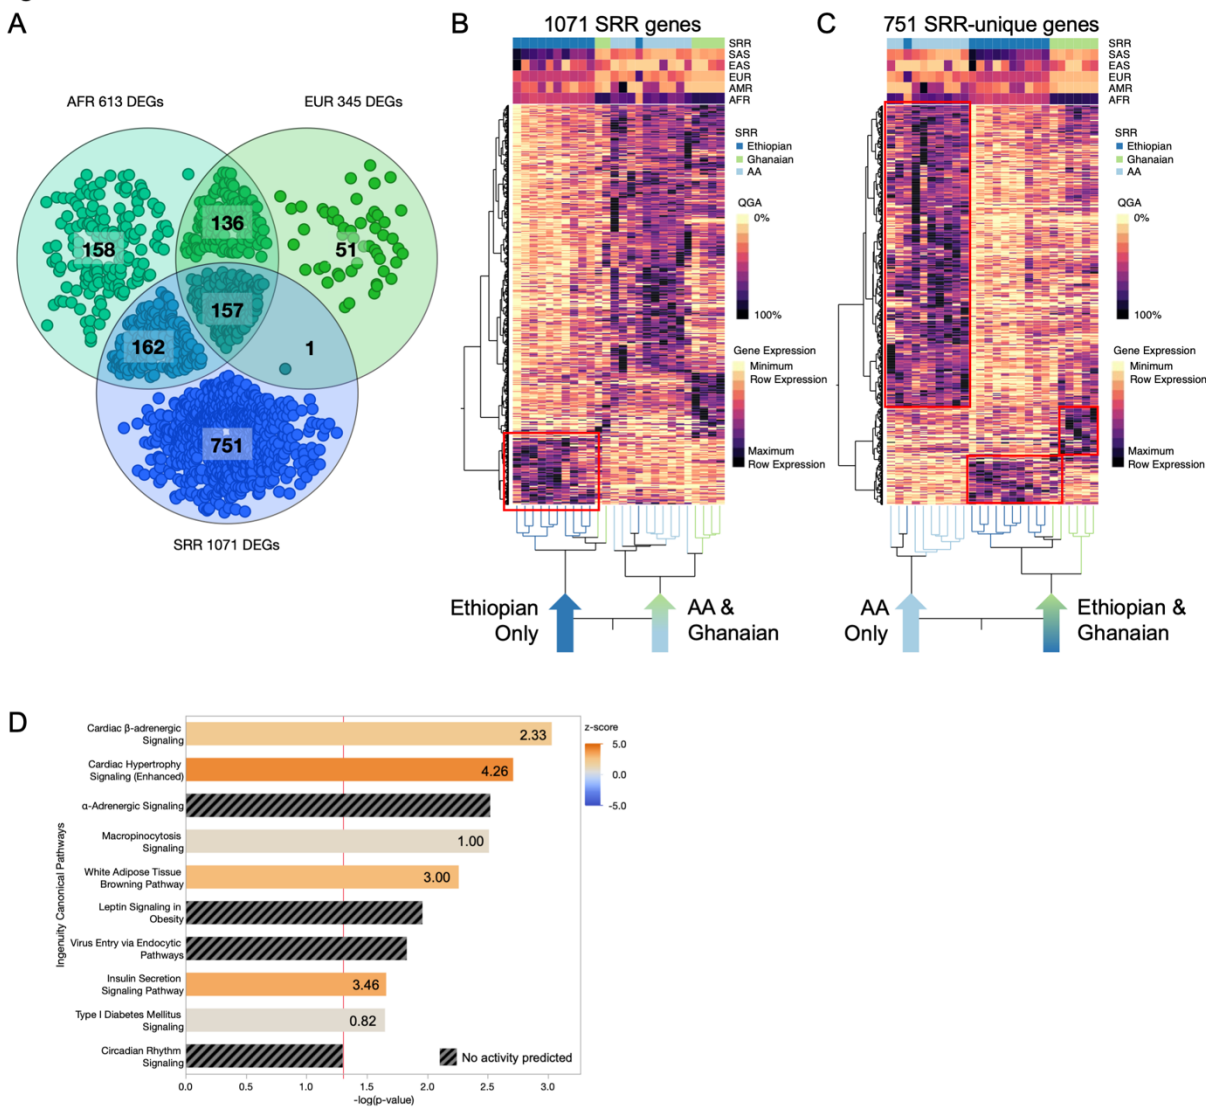 A
AFR 613 DEGs
EUR 345 DEGs
158
136
51
157
162
1
751
SRR 1071 DEGs
B
1071 SRR genes
SRR
SAS
EAS
EUR
AMR
AFR
SRR
Ethiopian
Ghanaian
AA
QGA
0%
100%
Gene Expression
Minimum
Row Expression
Maximum
Row Expression
Ethiopian
Only
AA &
Ghanaian
C
751 SRR-unique genes
SRR
SAS
EAS
EUR
AMR
AFR
SRR
Ethiopian
Ghanaian
AA
QGA
0%
100%
Gene Expression
Minimum
Row Expression
Maximum
Row Expression
AA
Only
Ethiopian &
Ghanaian
D
Ingenuity Canonical Pathways
Cardiac β-adrenergic
Signaling
2.33
Cardiac Hypertrophy
Signaling (Enhanced)
4.26
α-Adrenergic Signaling
Macropinocytosis
Signaling
1.00
White Adipose Tissue
Browning Pathway
3.00
Leptin Signaling in
Obesity
Virus Entry via Endocytic
Pathways
Insulin Secretion
Signaling Pathway
3.46
Type I Diabetes Mellitus
Signaling
0.82
Circadian Rhythm
Signaling
No activity predicted
z-score
5.0
0.0
-5.0
0.0 0.5 1.0 1.5 2.0 2.5 3.0
-log(p-value)